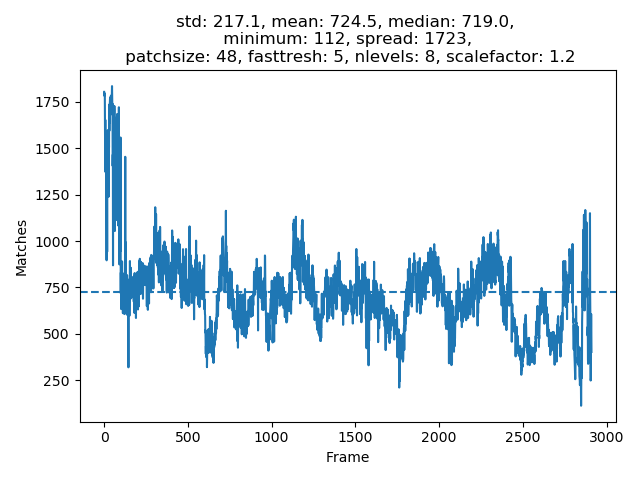 std: 217.1, mean: 724.5, median: 719.0,
minimum: 112, spread: 1723,
patchsize: 48, fasttresh: 5, nlevels: 8, scalefactor: 1.2
1750
1500
1250
1000
750
500
250
Matches
0 500 1000 1500 2000 2500 3000
Frame